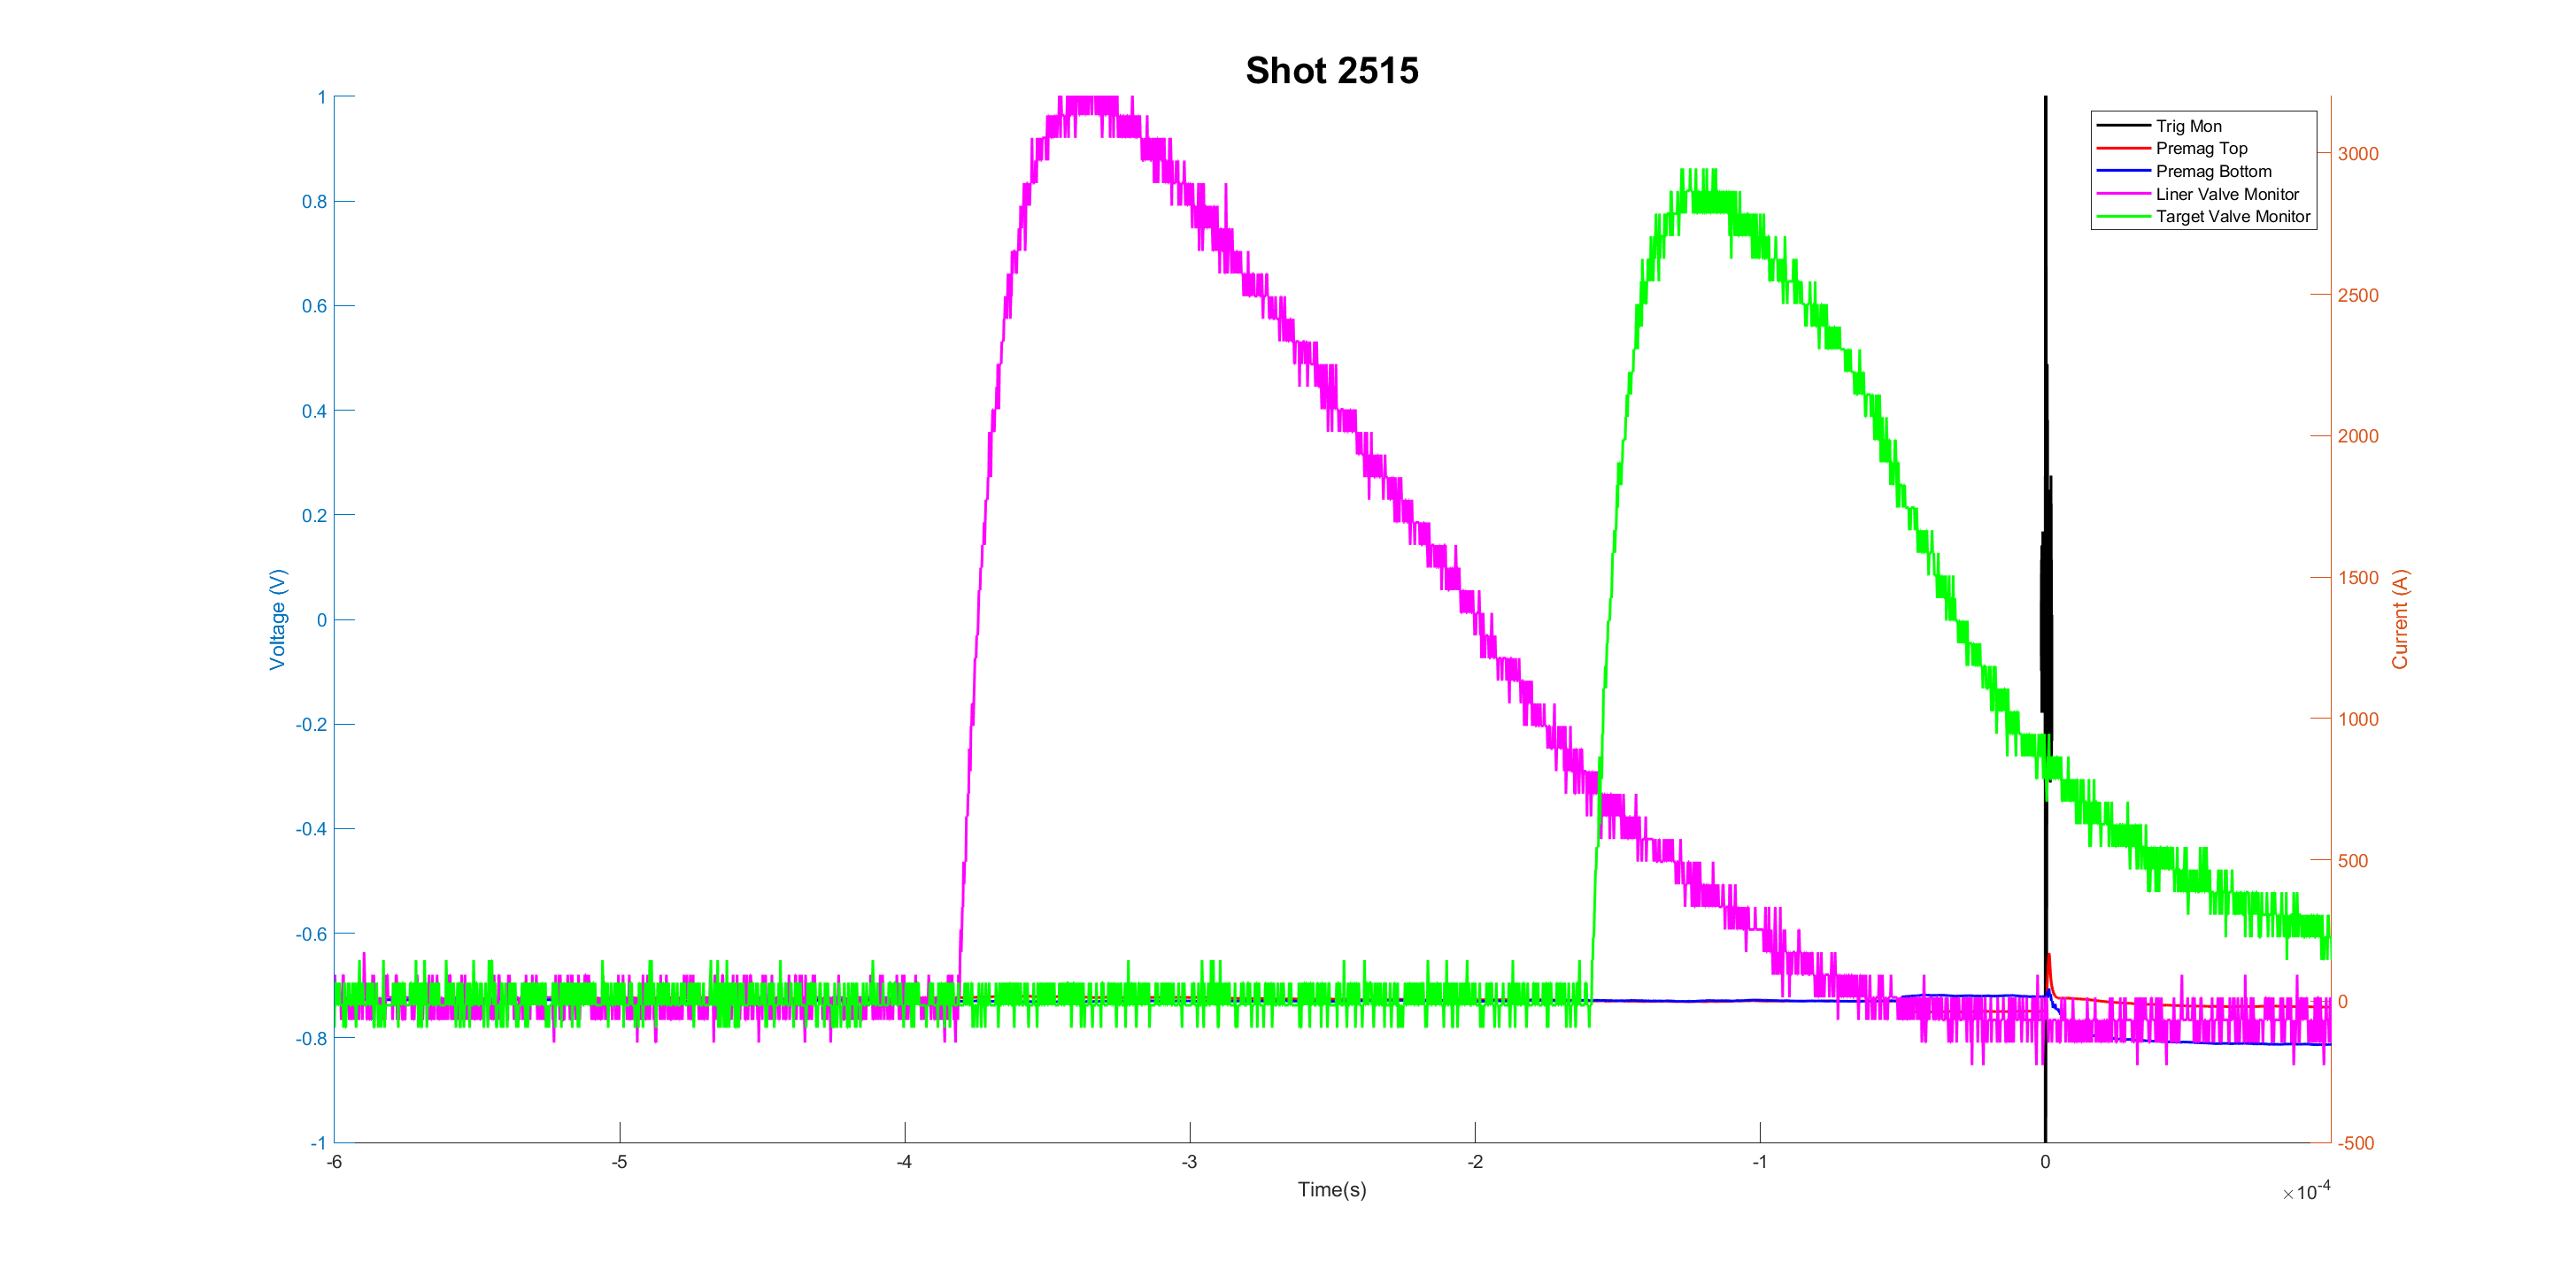 Shot 2515
1
0.8
0.6
0.4
0.2
0
-0.2
-0.4
-0.6
-0.8
-1
Voltage (V)
Trig Mon
Premag Top
Premag Bottom
Liner Valve Monitor
Target Valve Monitor
3000
2500
2000
1500
1000
500
0
-500
Current (A)
-6 -5 -4 -3 -2 -1 0
Time(s)
×10-4